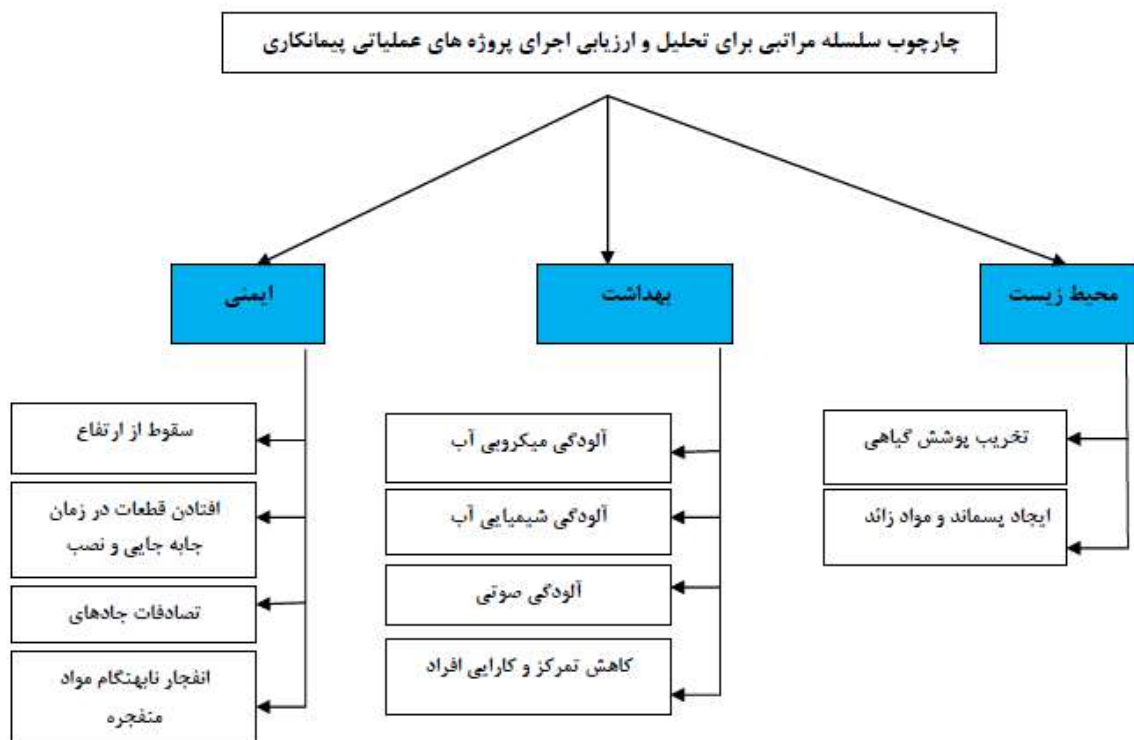 چارچوب سلسله مراتبی برای تحلیل و ارزیابی اجرای پروژه های عملیاتی پیمانکاری
محیط زیست
تخریب پوشش گیاهی
ایجاد پسماند و مواد زائد
بهداشت
آلودگی میکروبی آب
آلودگی شیمیایی آب
آلودگی صوتی
کاهش تمرکز و کارایی افراد
ایمنی
سقوط از ارتفاع
افتادن قطعات در زمان
جابه جایی و نصب
تصادفات جادهای
انفجار نابهنگام مواد
منفجره